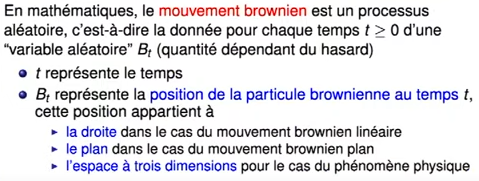 En mathématiques, le mouvement brownien est un processus
aléatoire, c'est-à-dire la donnée pour chaque temps t ≥ 0 d'une
“variable aléatoire” Bt (quantité dépendant du hasard)
t représente le temps
Bt représente la position de la particule brownienne au temps t,
cette position appartient à
la droite dans le cas du mouvement brownien linéaire
le plan dans le cas du mouvement brownien plan
l'espace à trois dimensions pour le cas du phénomène physique